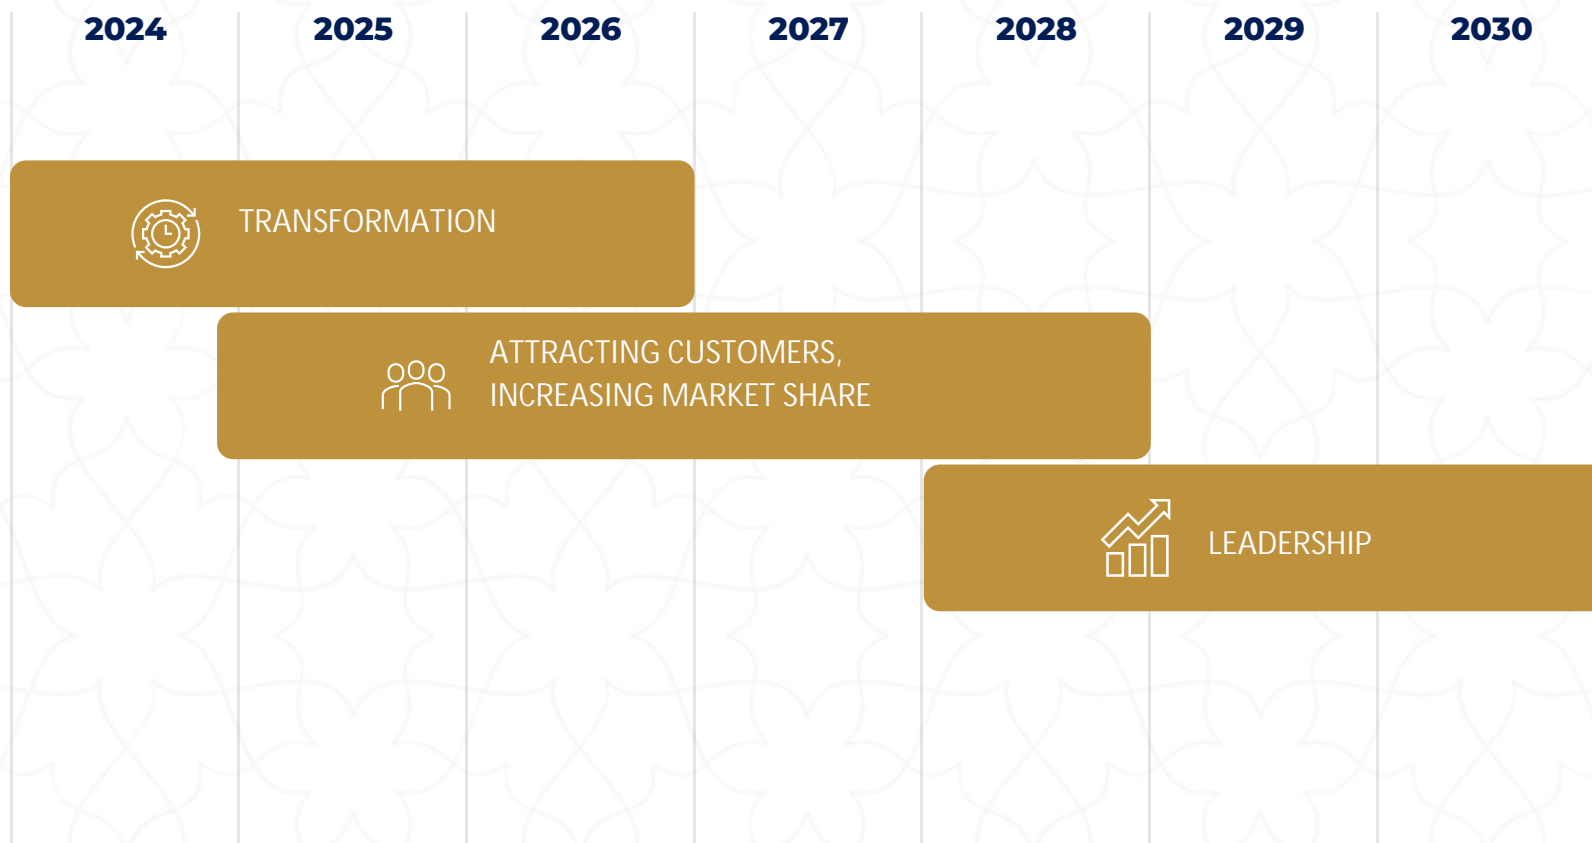 2024 2025 2026 2027 2028 2029 2030
TRANSFORMATION
ATTRACTING CUSTOMERS,
INCREASING MARKET SHARE
LEADERSHIP